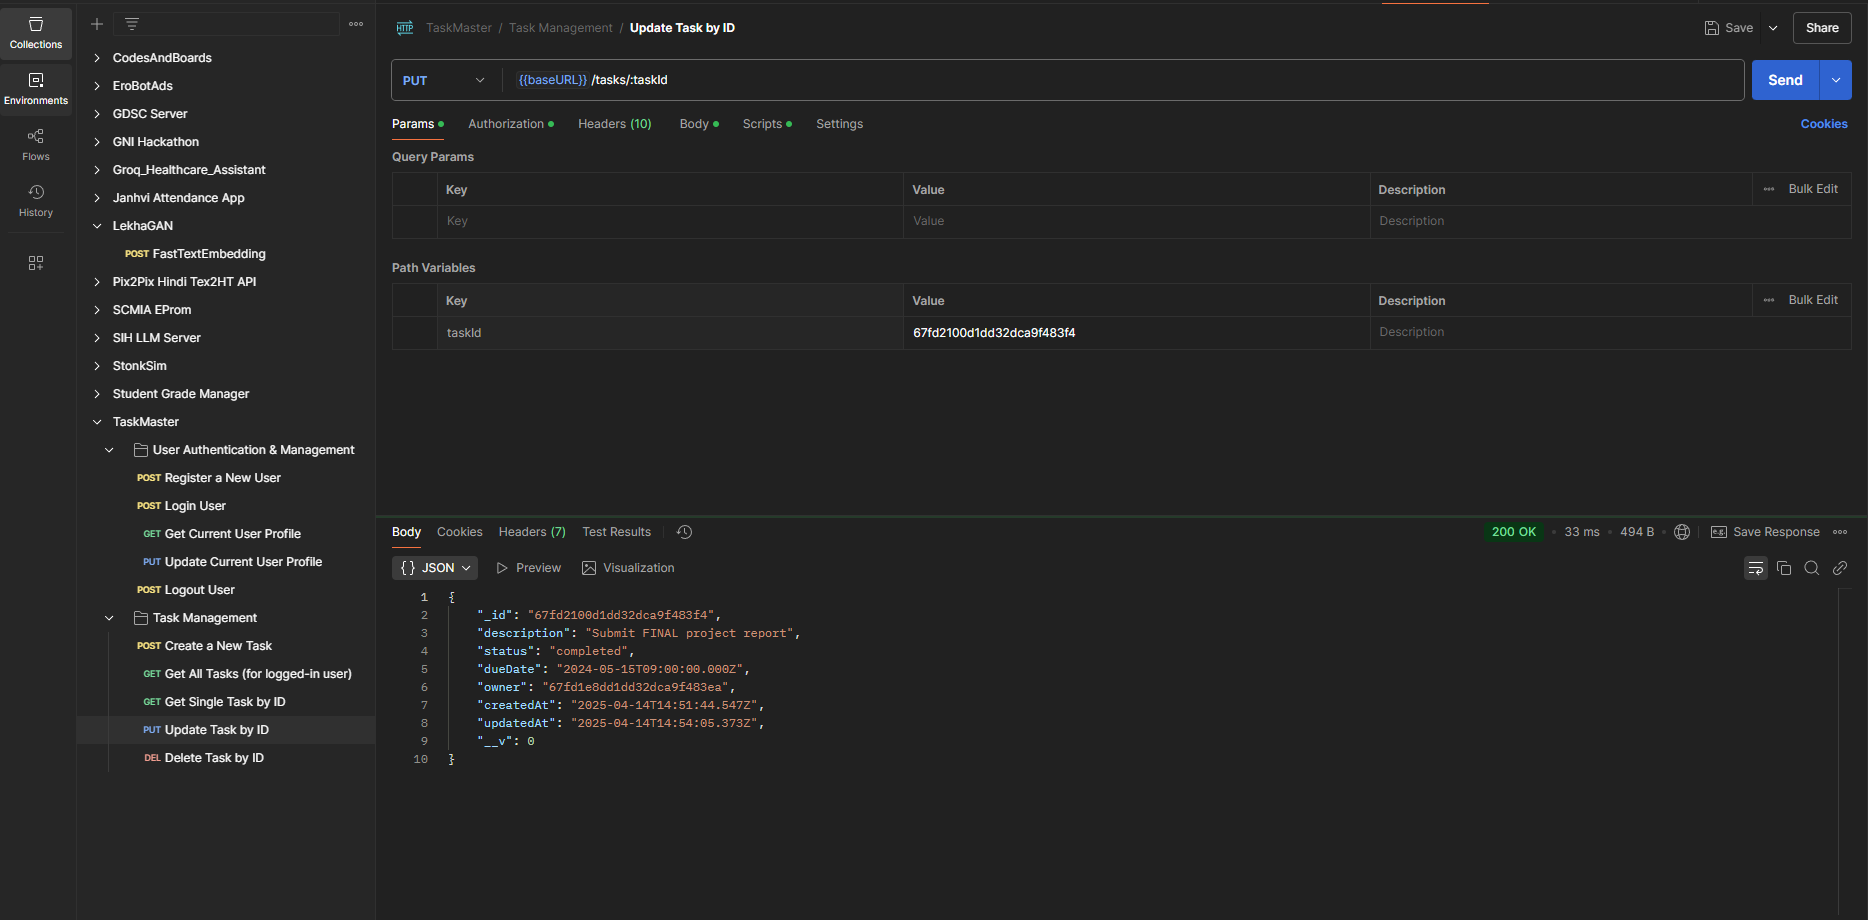 Collections
Environments
Flows
History
CodesAndBoards
EroBotAds
GDSC Server
GNI Hackathon
Groq_Healthcare_Assistant
Janhvi Attendance App
LekhaGAN
POST FastTextEmbedding
Pix2Pix Hindi Tex2HT API
SCMIA EProm
SIH LLM Server
StonkSim
Student Grade Manager
TaskMaster
User Authentication & Management
POST Register a New User
POST Login User
GET Get Current User Profile
PUT Update Current User Profile
POST Logout User
Task Management
POST Create a New Task
GET Get All Tasks (for logged-in user)
GET Get Single Task by ID
PUT Update Task by ID
DEL Delete Task by ID
HTTP TaskMaster / Task Management / Update Task by ID
Save Share
PUT {{baseURL}} /tasks/:taskId Send
Params Authorization Headers (10) Body Scripts Settings Cookies
Query Params
Key Value Description Bulk Edit
Key Value Description
Path Variables
Key Value Description Bulk Edit
taskId 67fd2100d1dd32dca9f483f4 Description
Body Cookies Headers (7) Test Results 200 OK 33 ms 494 B e.g. Save Response
{} JSON Preview Visualization
1 {
2 "_id": "67fd2100d1dd32dca9f483f4",
3 "description": "Submit FINAL project report",
4 "status": "completed",
5 "dueDate": "2024-05-15T09:00:00.000Z",
6 "owner": "67fd1e8dd1dd32dca9f483ea",
7 "createdAt": "2025-04-14T14:51:44.547Z",
8 "updatedAt": "2025-04-14T14:54:05.373Z",
9 "__v": 0
10 }